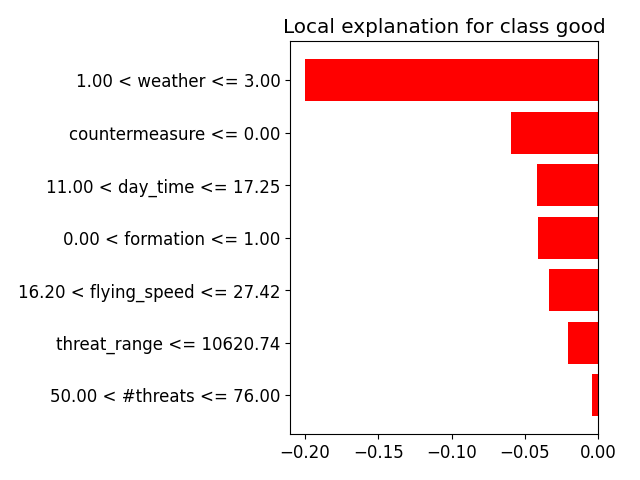 Local explanation for class good
1.00 < weather <= 3.00
countermeasure <= 0.00
11.00 < day_time <= 17.25
0.00 < formation <= 1.00
16.20 < flying_speed <= 27.42
threat_range <= 10620.74
50.00 < #threats <= 76.00
−0.20 −0.15 −0.10 −0.05 0.00